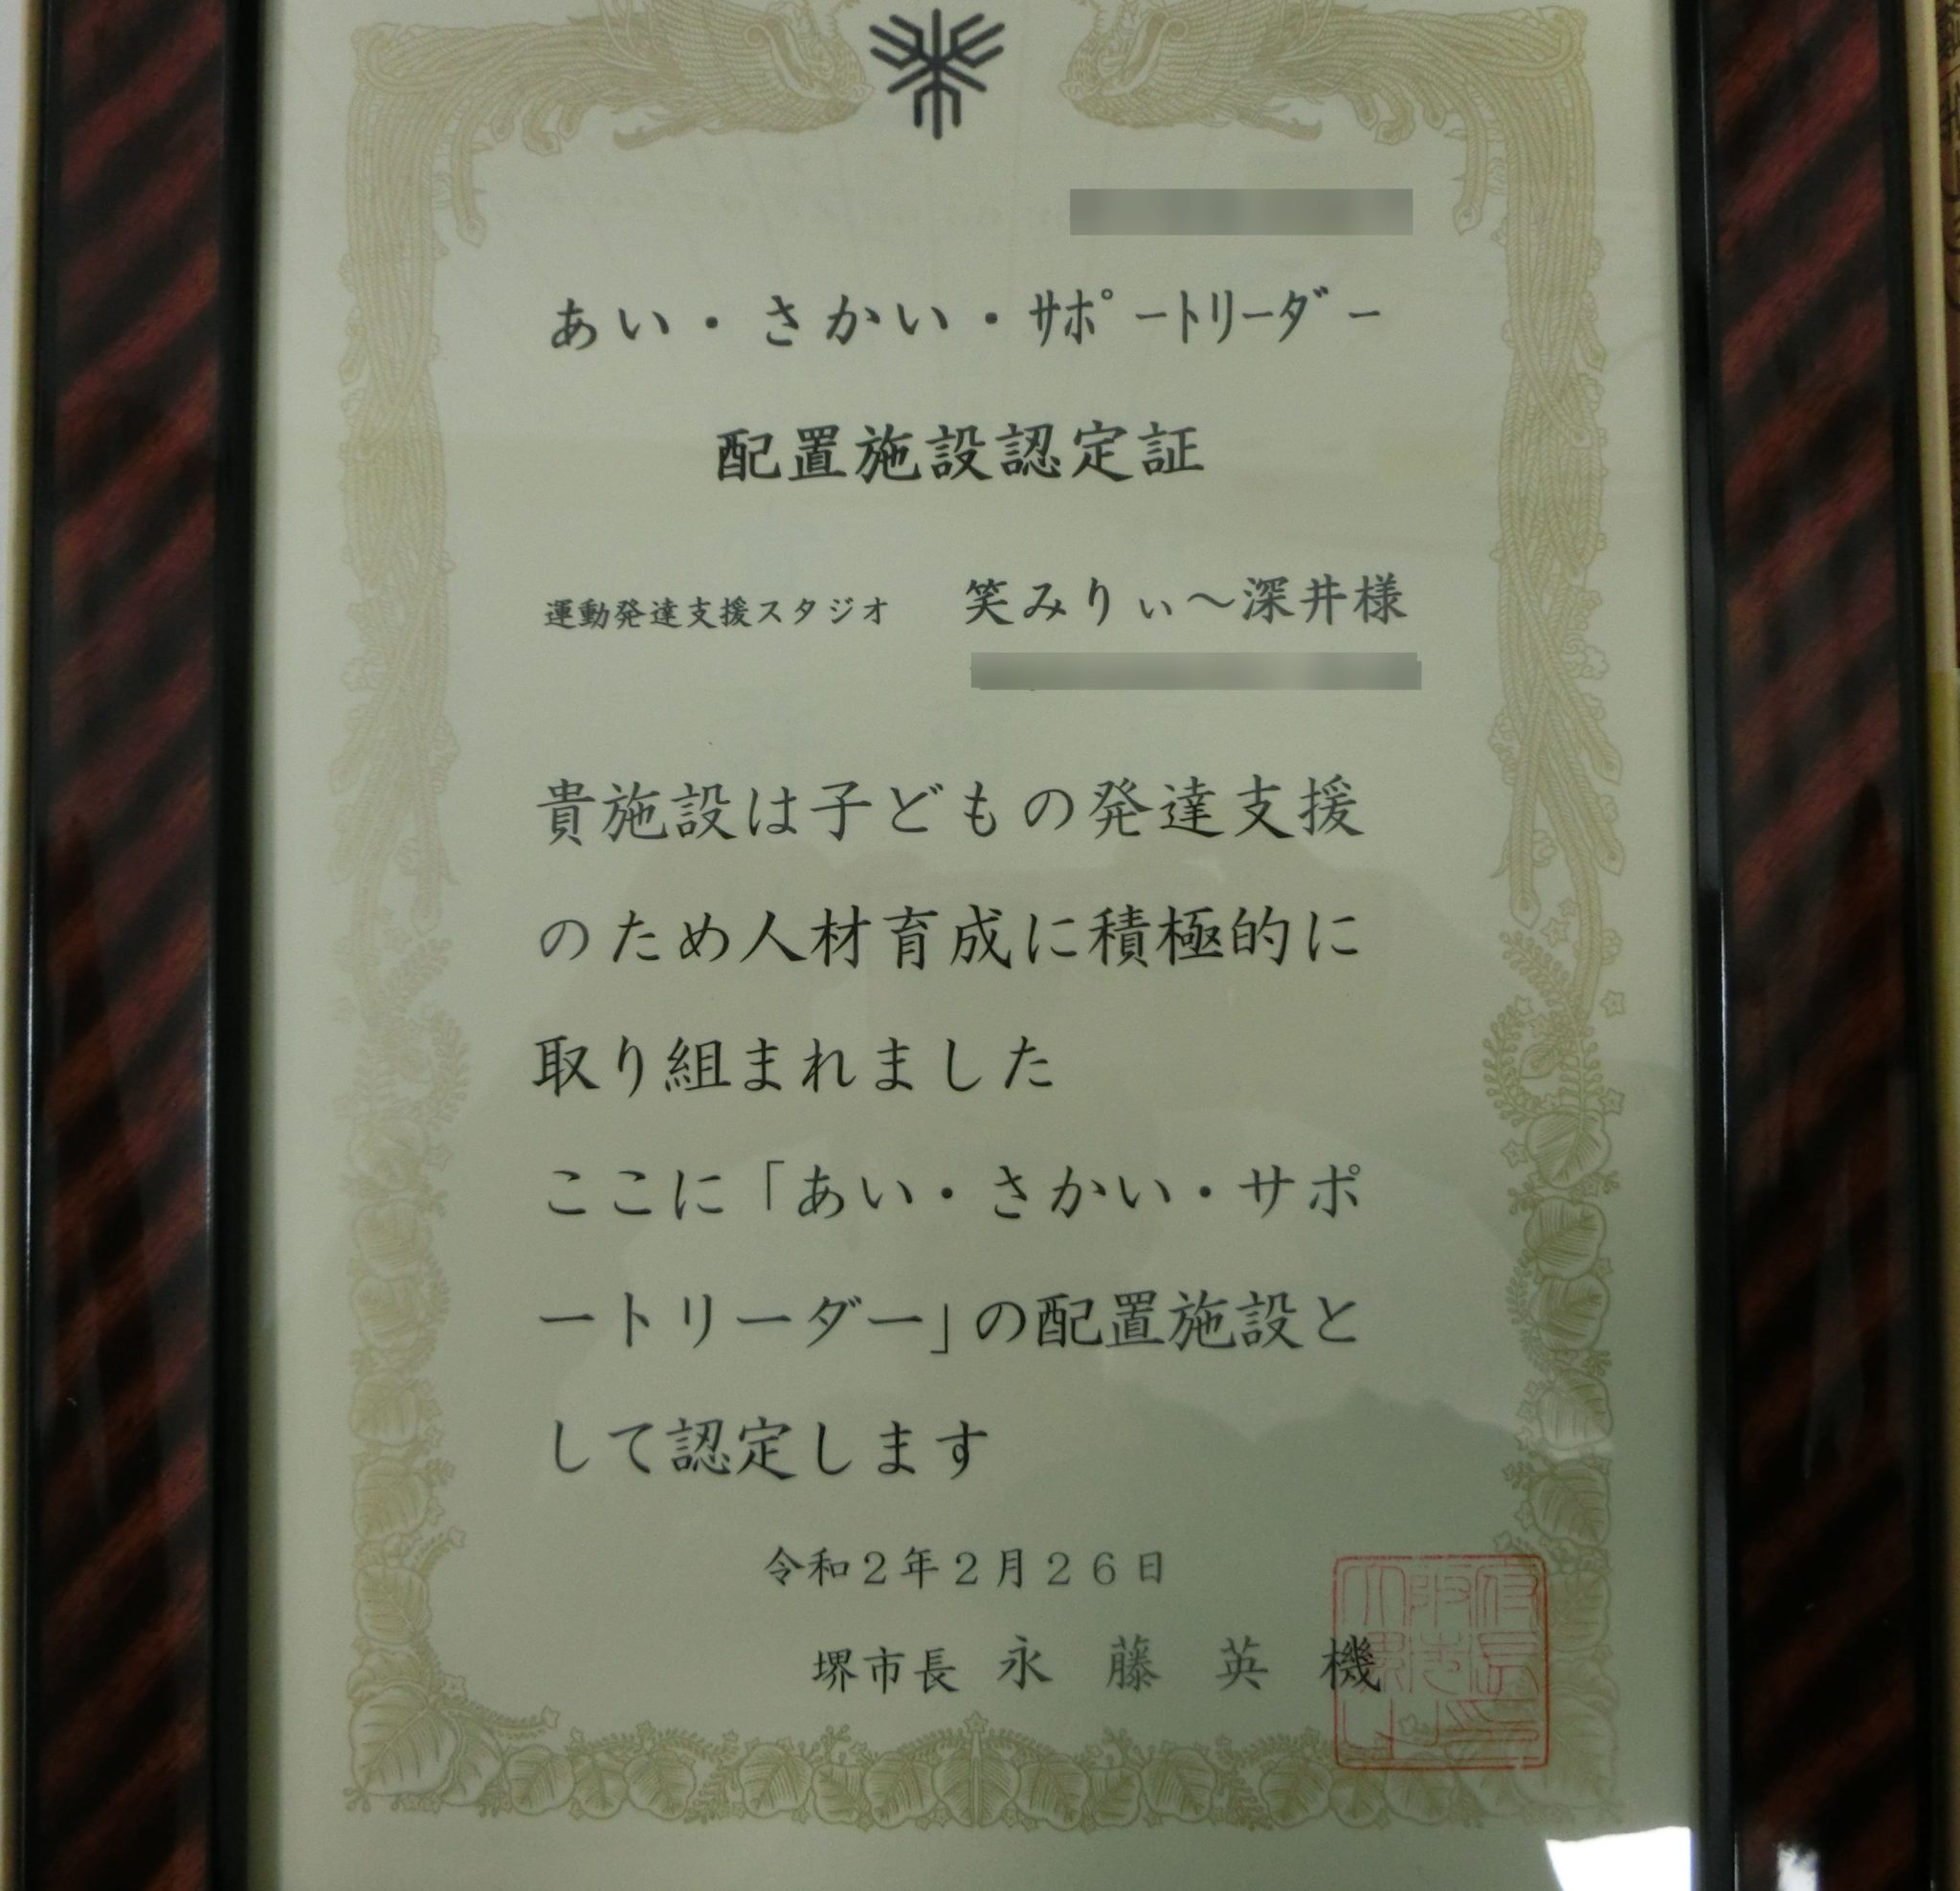 あい・さかい・サポートリーダー
配置施設認定証
運動発達支援スタジオ　笑みりぃ～深井様
貴施設は子どもの発達支援
のため人材育成に積極的に
取り組まれました
ここに「あい・さかい・サポ
ートリーダー」の配置施設と
して認定します
令和２年２月２６日
堺市長 永 藤 英 機